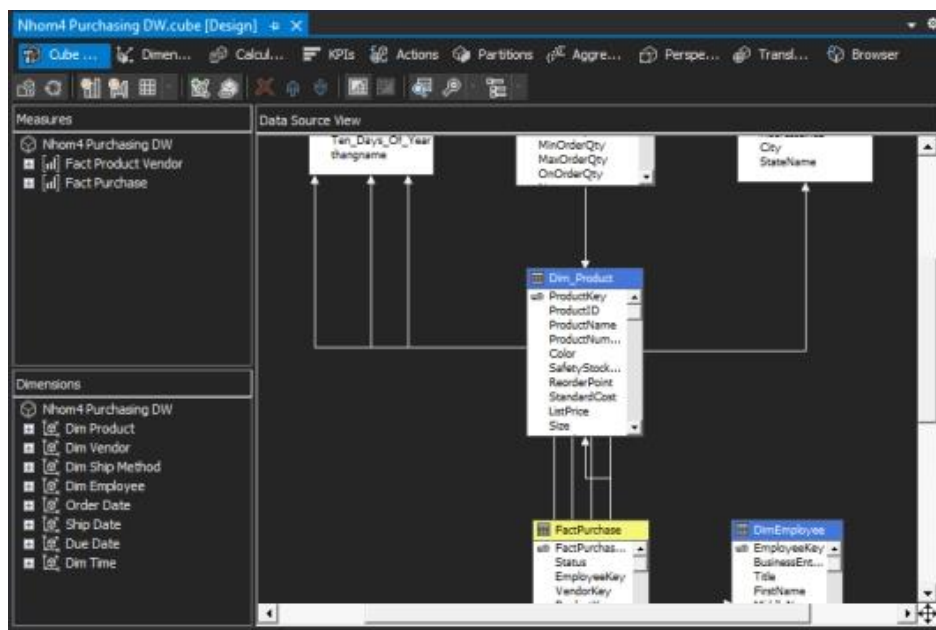 Nhom4 Purchasing DW.cube [Design]
Cube ... Dimen... Calcul... KPIs Actions Partitions Aggre... Perspe... Transl... Browser
Measures
Nhom4 Purchasing DW
Fact Product Vendor
Fact Purchase
Dimensions
Nhom4 Purchasing DW
Dim Product
Dim Vendor
Dim Ship Method
Dim Employee
Order Date
Ship Date
Due Date
Dim Time
Data Source View
Ten_Days_Of_Year
thangname
MinOrderQty
MaxOrderQty
OnOrderQty
City
StateName
Dim_Product
ProductKey
ProductID
ProductName
ProductNum...
Color
SafetyStock...
ReorderPoint
StandardCost
ListPrice
Size
FactPurchase
FactPurchas...
Status
EmployeeKey
VendorKey
DimEmployee
EmployeeKey
BusinessEnt...
Title
FirstName